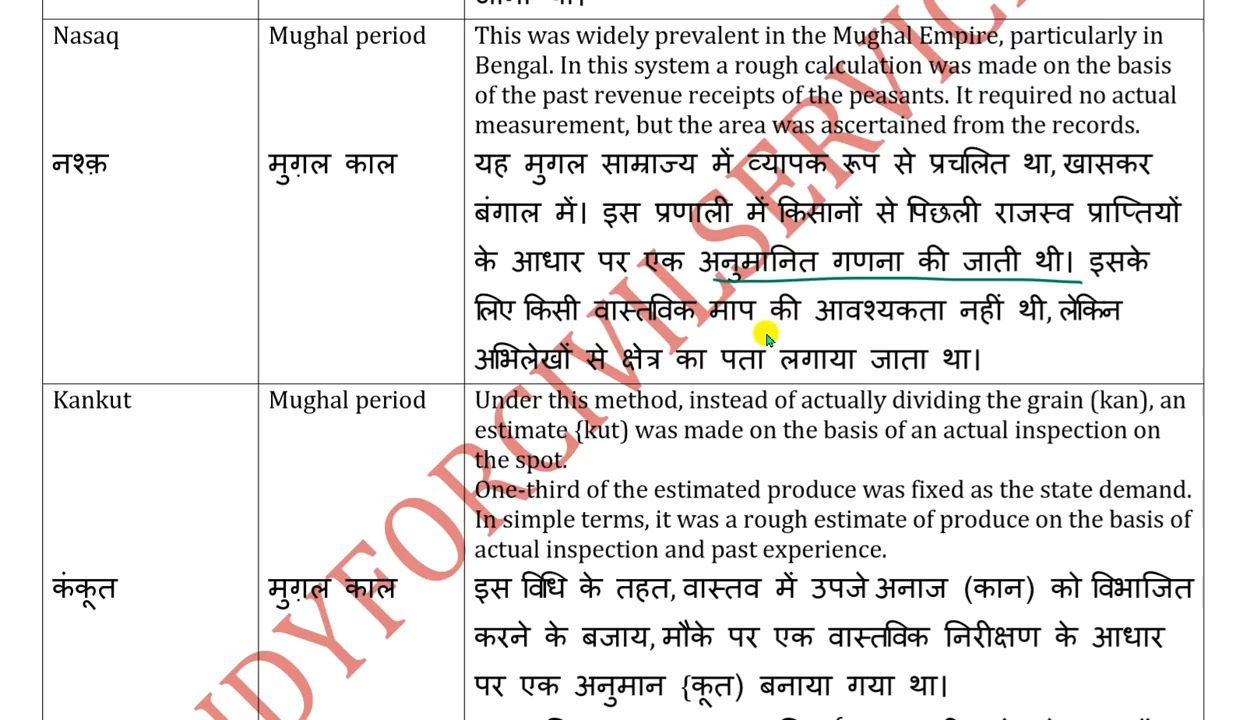 Nasaq
Mughal period
This was widely prevalent in the Mughal Empire, particularly in
Bengal. In this system a rough calculation was made on the basis
of the past revenue receipts of the peasants. It required no actual
measurement, but the area was ascertained from the records.
नश्क़
मुग़ल काल
यह मुगल साम्राज्य में व्यापक रूप से प्रचलित था, खासकर
बंगाल में। इस प्रणाली में किसानों से पिछली राजस्व प्राप्तियों
के आधार पर एक अनुमानित गणना की जाती थी। इसके
लिए किसी वास्तविक माप की आवश्यकता नहीं थी, लेकिन
अभिलेखों से क्षेत्र का पता लगाया जाता था।
Kankut
Mughal period
Under this method, instead of actually dividing the grain (kan), an
estimate {kut) was made on the basis of an actual inspection on
the spot.
One-third of the estimated produce was fixed as the state demand.
In simple terms, it was a rough estimate of produce on the basis of
actual inspection and past experience.
कंकूत
मुग़ल काल
इस विधि के तहत, वास्तव में उपजे अनाज (कान) को विभाजित
करने के बजाय, मौके पर एक वास्तविक निरीक्षण के आधार
पर एक अनुमान {कूत) बनाया गया था।
DYFORCIVILSERVIC